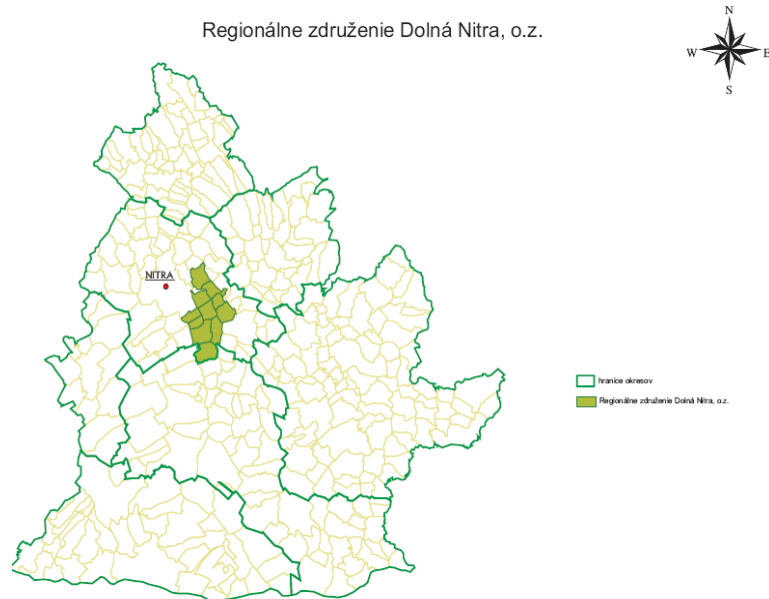 Regionálne združenie Dolná Nitra, o.z.
N
W E
S
NITRA
hranice okresov
Regionálne združenie Dolná Nitra, o.z.